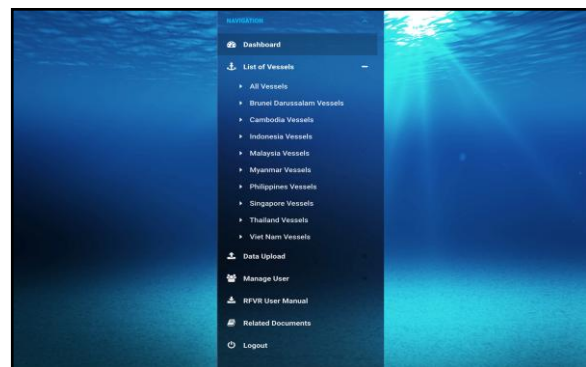 NAVIGATION
Dashboard
List of Vessels
All Vessels
Brunei Darussalam Vessels
Cambodia Vessels
Indonesia Vessels
Malaysia Vessels
Myanmar Vessels
Philippines Vessels
Singapore Vessels
Thailand Vessels
Viet Nam Vessels
Data Upload
Manage User
RFVR User Manual
Related Documents
Logout